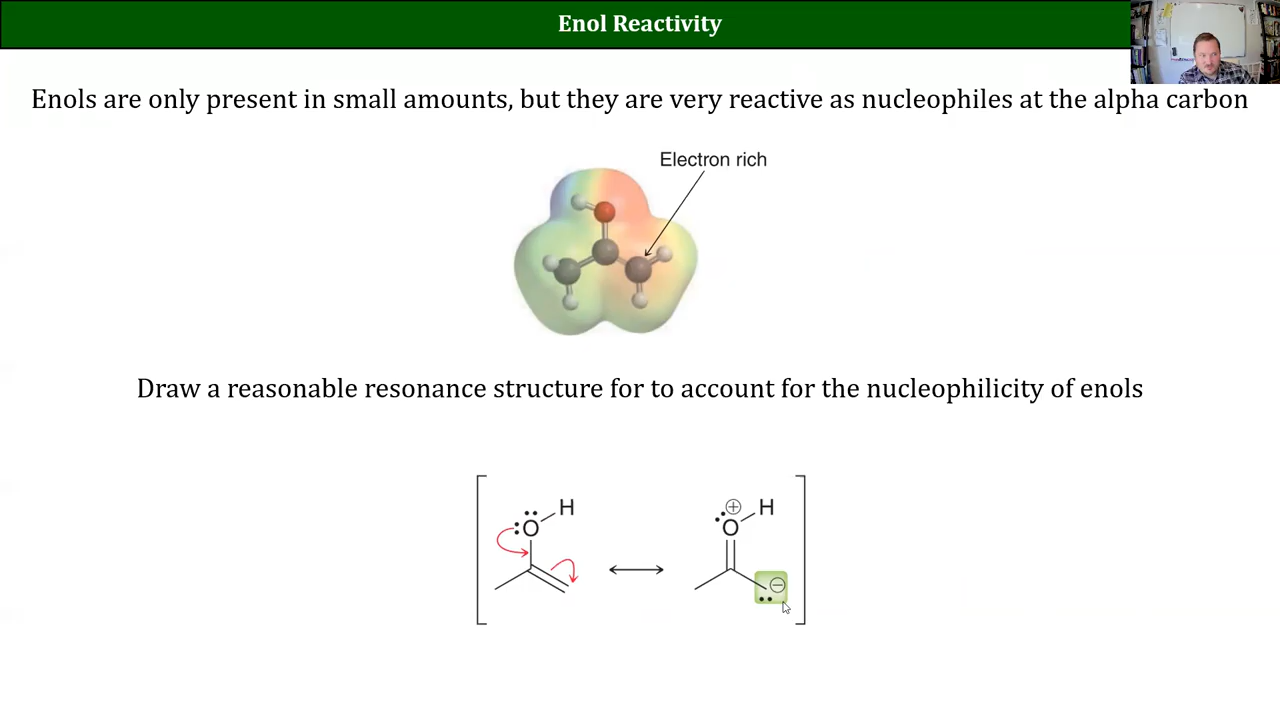 Enol Reactivity
Enols are only present in small amounts, but they are very reactive as nucleophiles at the alpha carbon
Electron rich
Draw a reasonable resonance structure for to account for the nucleophilicity of enols
H
O
⊕
H
O
⊖